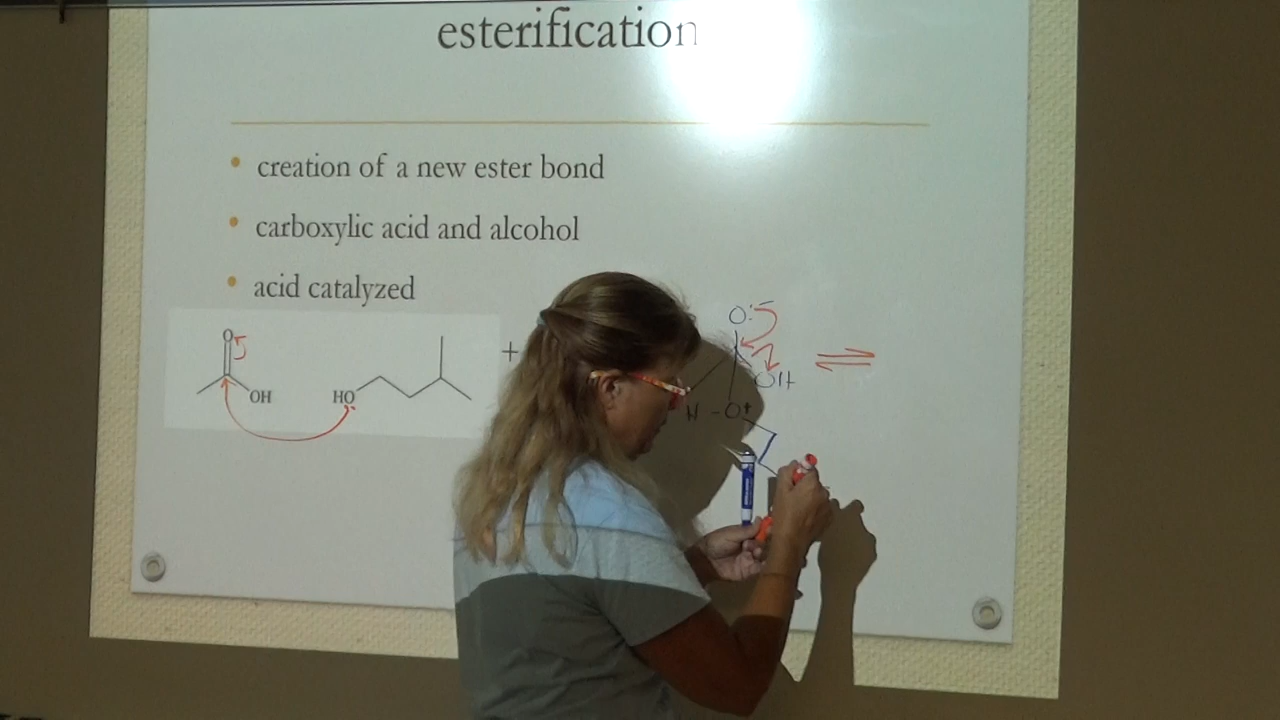 esterification
• creation of a new ester bond
• carboxylic acid and alcohol
• acid catalyzed
O
OH
HO
+
O:
OH
H - O+